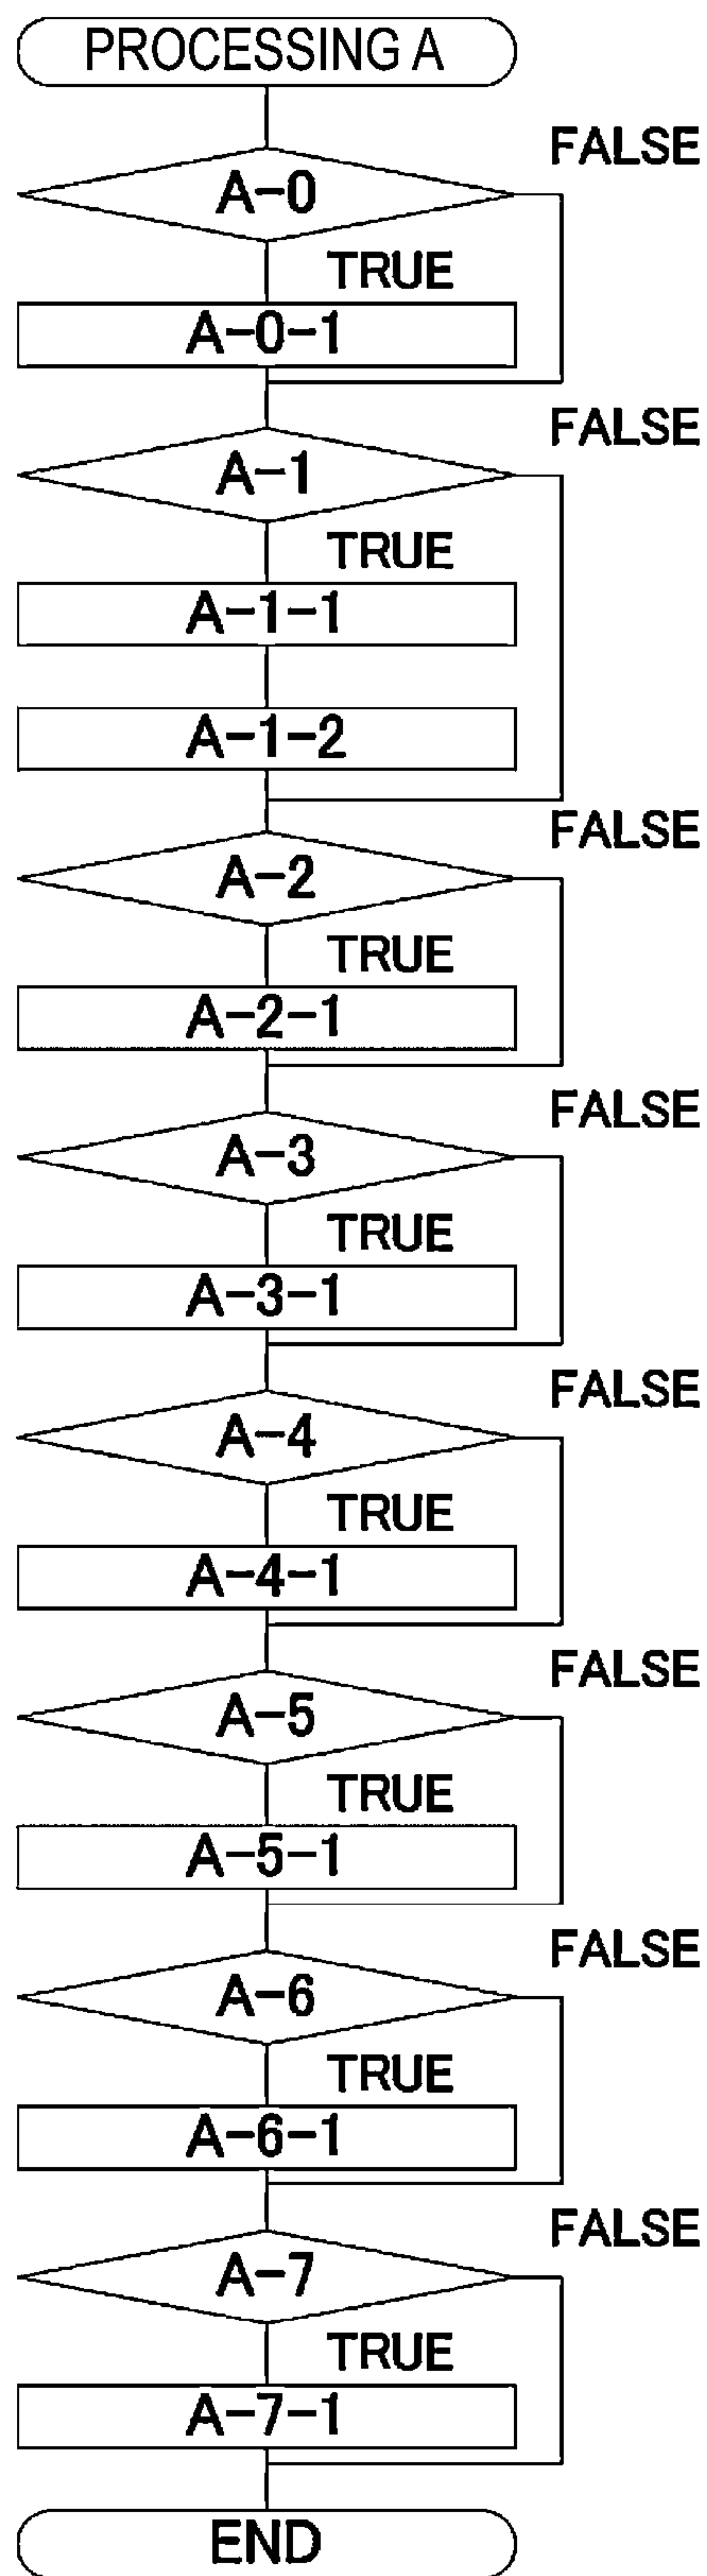 PROCESSING A
FALSE
A-0
TRUE
A-0-1
FALSE
A-1
TRUE
A-1-1
A-1-2
FALSE
A-2
TRUE
A-2-1
FALSE
A-3
TRUE
A-3-1
FALSE
A-4
TRUE
A-4-1
FALSE
A-5
TRUE
A-5-1
FALSE
A-6
TRUE
A-6-1
FALSE
A-7
TRUE
A-7-1
END